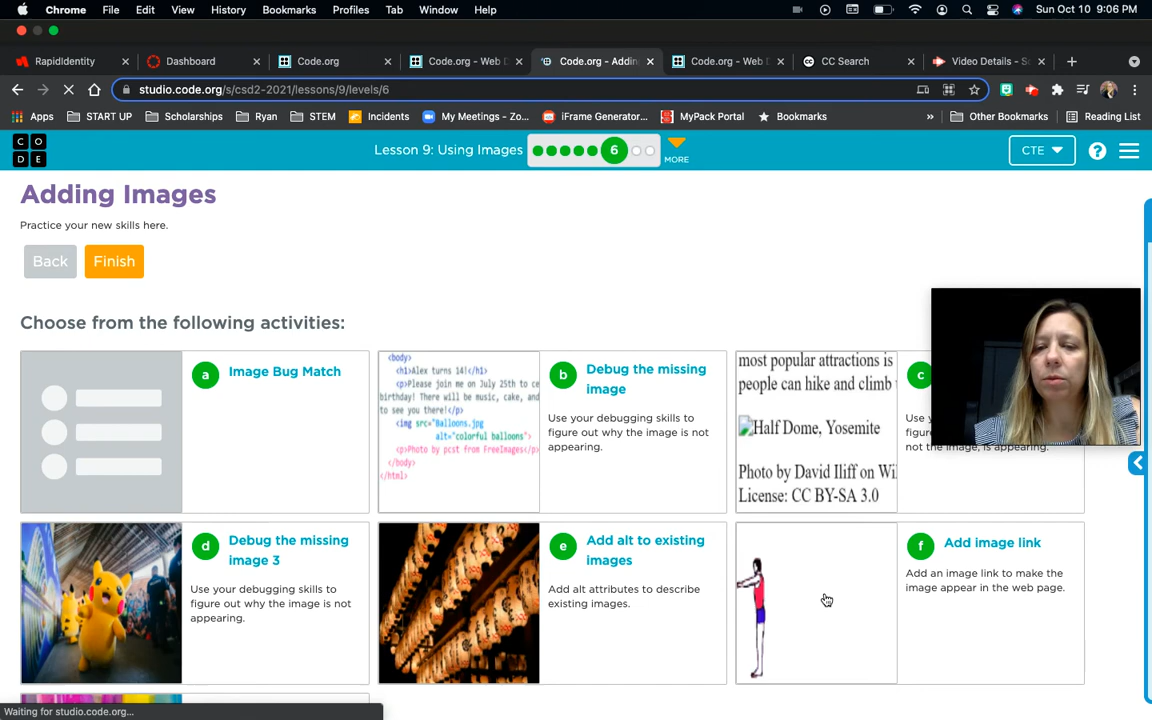 Chrome File Edit View History Bookmarks Profiles Tab Window Help Sun Oct 10 9:06 PM
RapidIdentity Dashboard Code.org Code.org - Web D Code.org - Addin Code.org - Web D CC Search Video Details - Sc
studio.code.org/s/csd2-2021/lessons/9/levels/6
Apps START UP Scholarships Ryan STEM Incidents My Meetings - Zo... iFrame Generator... MyPack Portal Bookmarks » Other Bookmarks Reading List
CODE Lesson 9: Using Images 6 MORE CTE ?
Adding Images
Practice your new skills here.
Back Finish
Choose from the following activities:
a Image Bug Match
<body>
<h1>Alex turns 14!</h1>
<p>Please join me on July 25th to ce
birthday! There will be music, cake, and
to see you there!</p>
<img src="Balloons.jpg
alt="colorful balloons">
<p>Photo by pcst from FreeImages</p>
</body>
</html>
b Debug the missing
image
Use your debugging skills to
figure out why the image is not
appearing.
most popular attractions is
people can hike and climb
Half Dome, Yosemite
Photo by David Iliff on Wi
License: CC BY-SA 3.0
c
Use y
figur
not the image, is appearing.
d Debug the missing
image 3
Use your debugging skills to
figure out why the image is not
appearing.
e Add alt to existing
images
Add alt attributes to describe
existing images.
f Add image link
Add an image link to make the
image appear in the web page.
Waiting for studio.code.org...